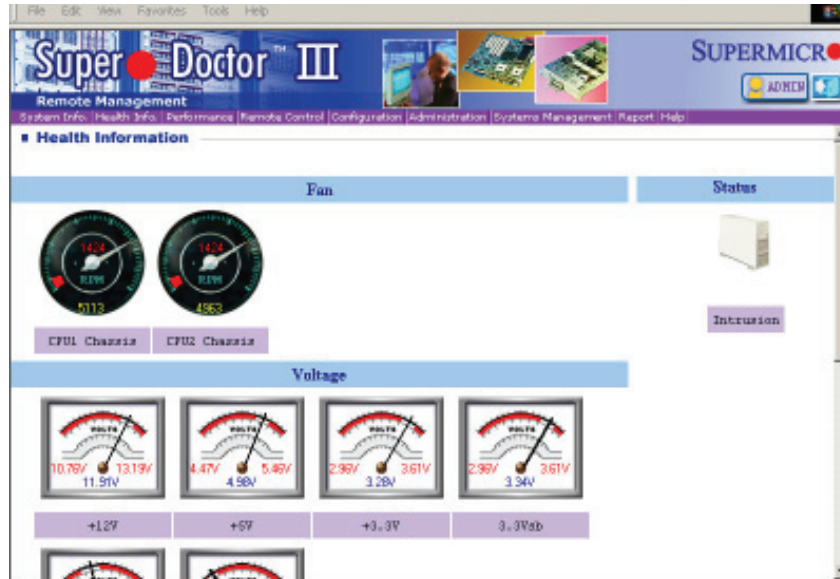 File Edit View Favorites Tools Help
Super Doctor™ III
SUPERMICR
Remote Management
ADMIN
System Info. Health Info. Performance Remote Control Configuration Administration Systems Management Report Help
Health Information
Fan
Status
1424 1424
RPM RPM
5113 4963
CPU1 Chassis CPU2 Chassis
Intrusion
Voltage
VOLTS VOLTS VOLTS VOLTS
10.76V 13.19V 4.47V 5.46V 2.96V 3.61V 2.96V 3.61V
11.91V 4.98V 3.28V 3.34V
+12V +5V +3.3V 3.3Vsb